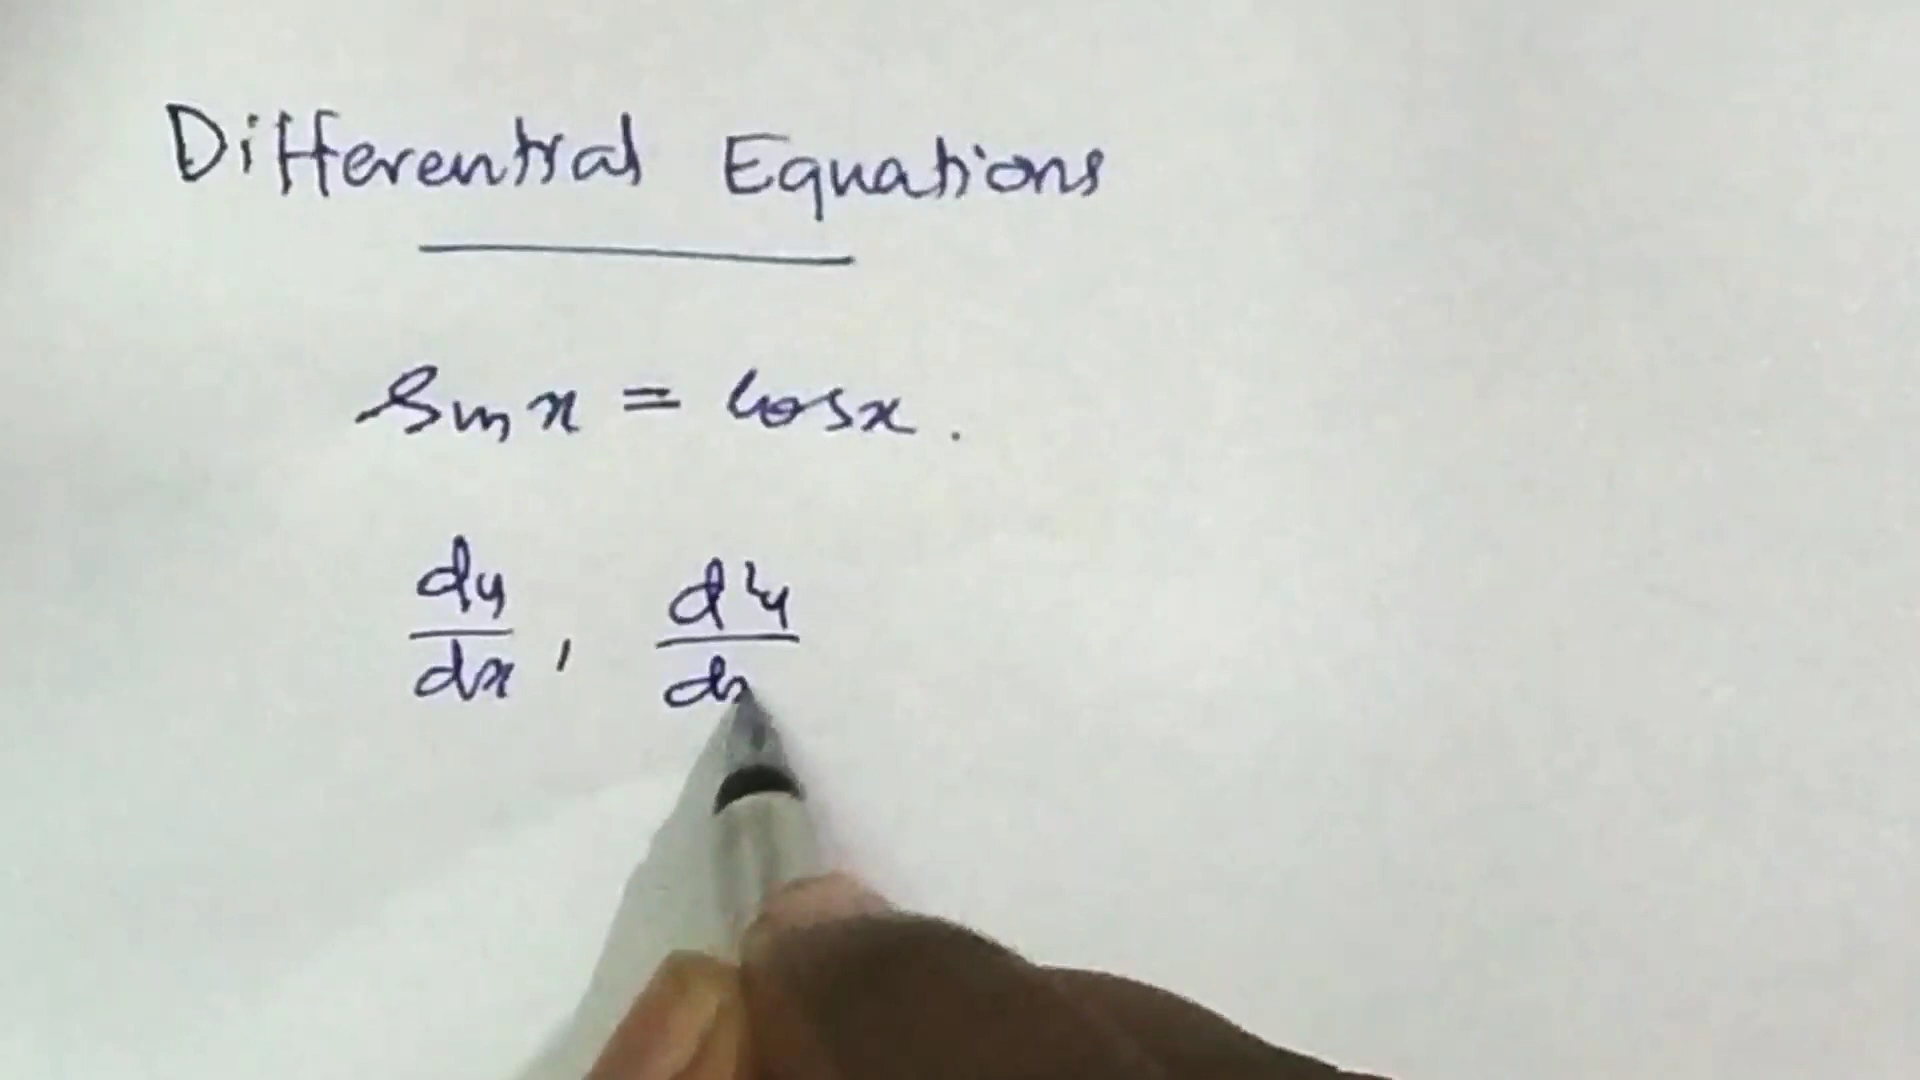 Differential Equations
Sin x = cos x .
dy/dx , d²y/dx